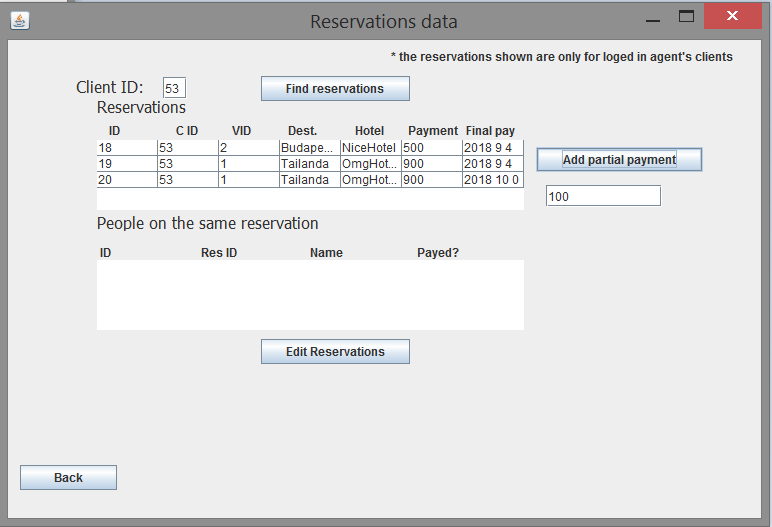 Reservations data
* the reservations shown are only for loged in agent's clients
Client ID: 53 Find reservations
Reservations
ID C ID VID Dest. Hotel Payment Final pay
18 53 2 Budape... NiceHotel 500 2018 9 4
19 53 1 Tailanda OmgHot... 900 2018 9 4
20 53 1 Tailanda OmgHot... 900 2018 10 0
Add partial payment
100
People on the same reservation
ID Res ID Name Payed?
Edit Reservations
Back